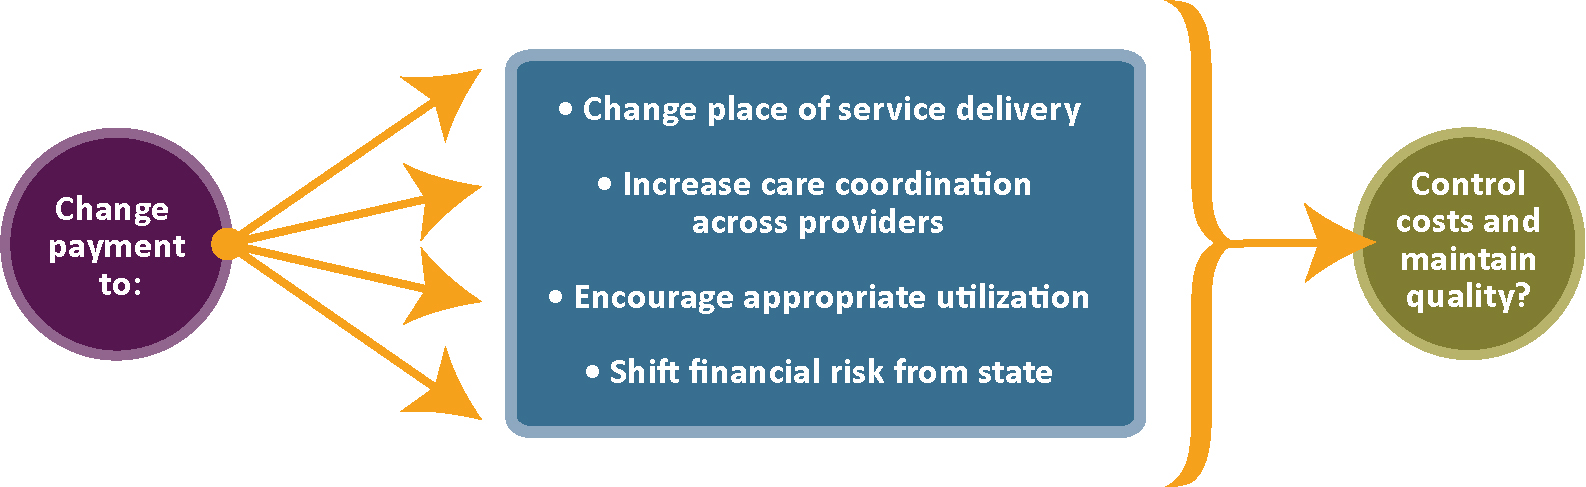 Change
payment
to:
• Change place of service delivery
• Increase care coordination
across providers
• Encourage appropriate utilization
• Shift financial risk from state
Control
costs and
maintain
quality?